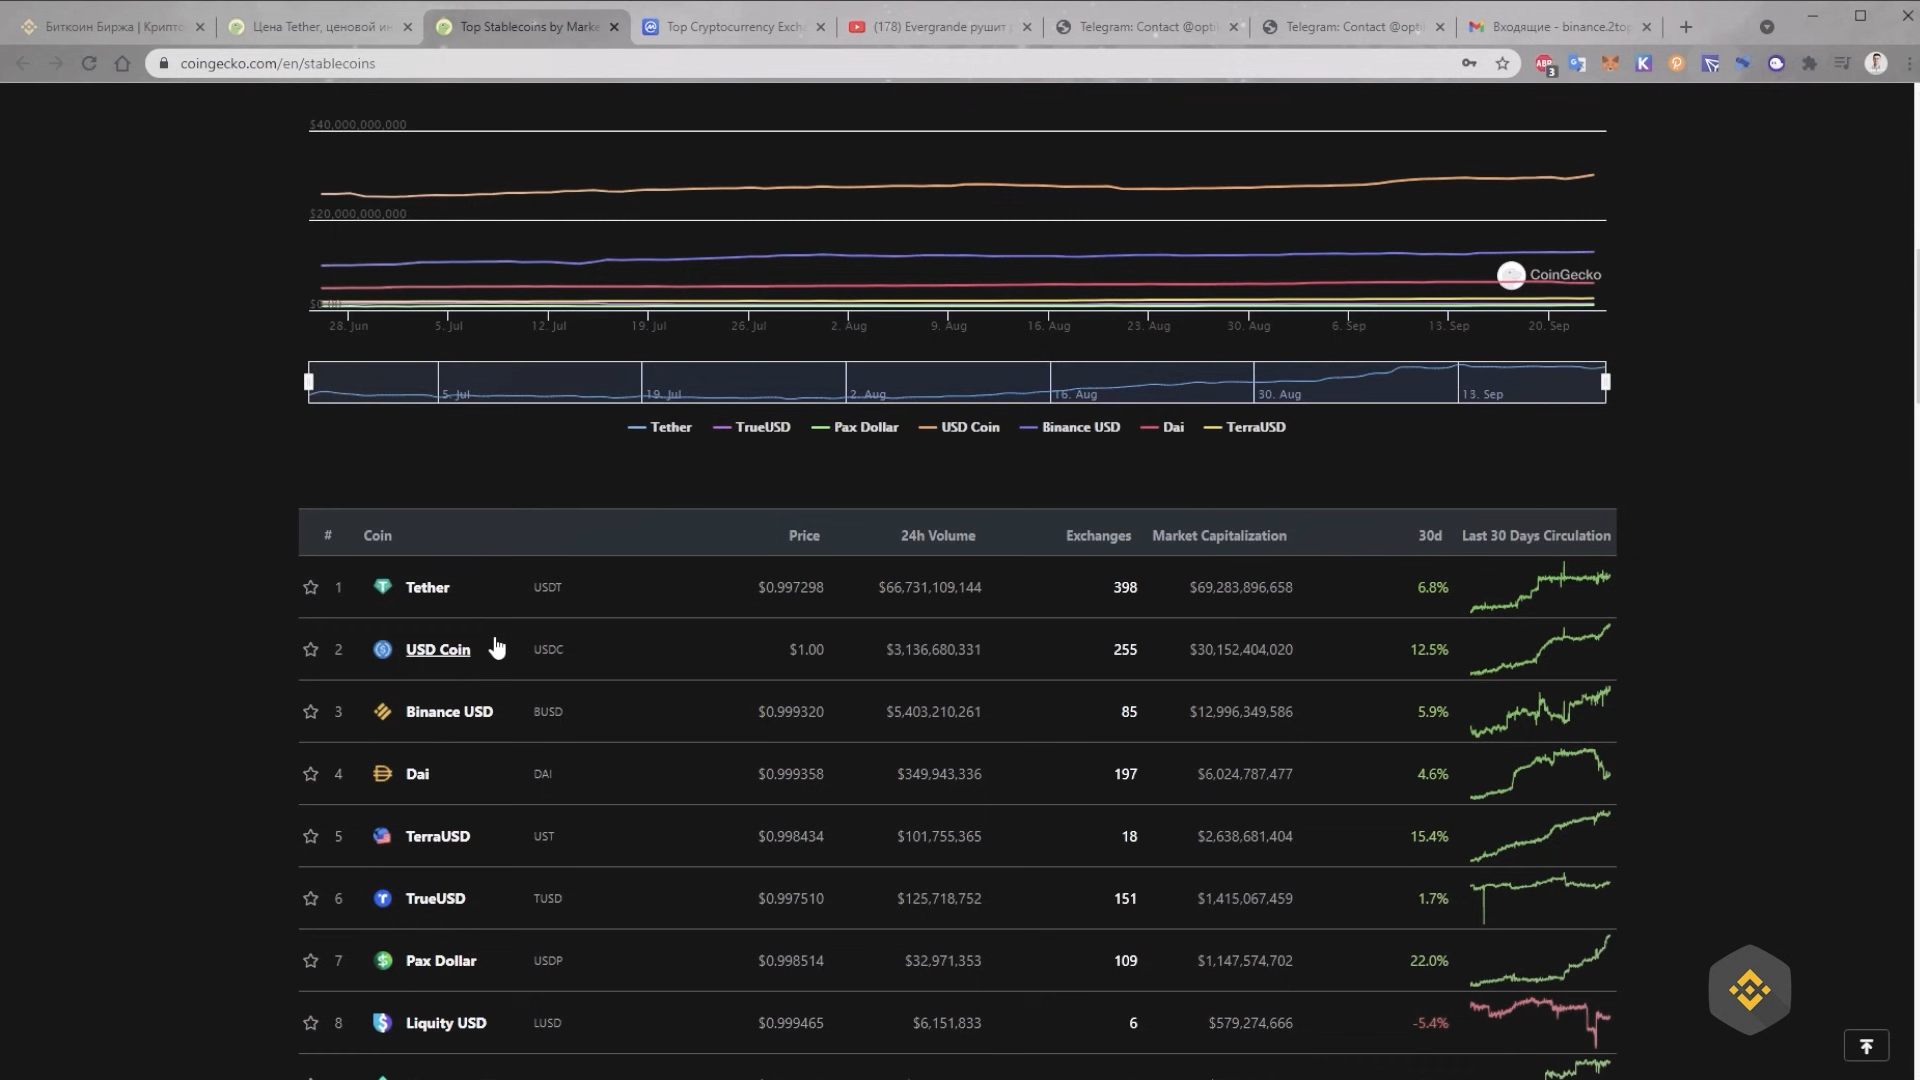 Биткоин Биржа | Крипто
Цена Tether, ценовой ин
Top Stablecoins by Marke
Top Cryptocurrency Exch
(178) Evergrande рушит
Telegram: Contact @opti
Telegram: Contact @opti
Входящие - binance.2top
coingecko.com/en/stablecoins
ABP
3
K
$40,000,000,000
$20,000,000,000
CoinGecko
28. Jun 5. Jul 12. Jul 19. Jul 26. Jul 2. Aug 9. Aug 16. Aug 23. Aug 30. Aug 6. Sep 13. Sep 20. Sep
5. Jul 19. Jul 2. Aug 16. Aug 30. Aug 13. Sep
Tether TrueUSD Pax Dollar USD Coin Binance USD Dai TerraUSD
# Coin Price 24h Volume Exchanges Market Capitalization 30d Last 30 Days Circulation
1 Tether USDT $0.997298 $66,731,109,144 398 $69,283,896,658 6.8%
2 USD Coin USDC $1.00 $3,136,680,331 255 $30,152,404,020 12.5%
3 Binance USD BUSD $0.999320 $5,403,210,261 85 $12,996,349,586 5.9%
4 Dai DAI $0.999358 $349,943,336 197 $6,024,787,477 4.6%
5 TerraUSD UST $0.998434 $101,755,365 18 $2,638,681,404 15.4%
6 TrueUSD TUSD $0.997510 $125,718,752 151 $1,415,067,459 1.7%
7 Pax Dollar USDP $0.998514 $32,971,353 109 $1,147,574,702 22.0%
8 Liquity USD LUSD $0.999465 $6,151,833 6 $579,274,666 -5.4%